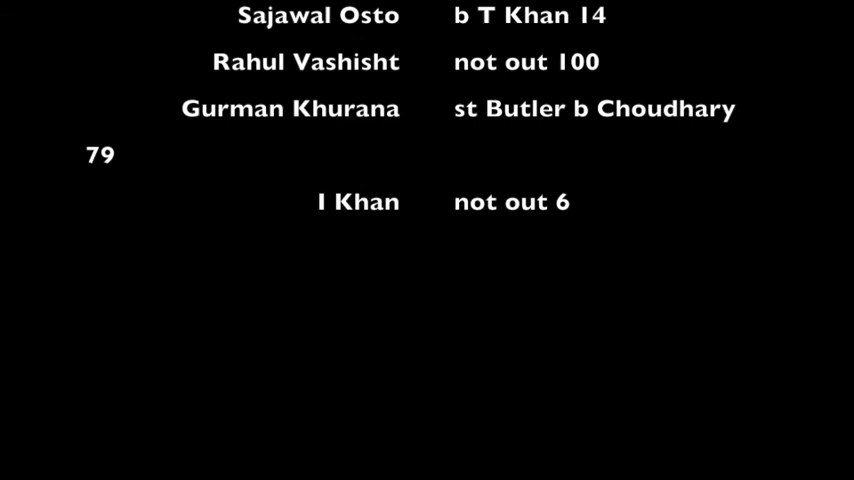 Sajawal Osto b T Khan 14
Rahul Vashisht not out 100
Gurman Khurana st Butler b Choudhary
79
I Khan not out 6